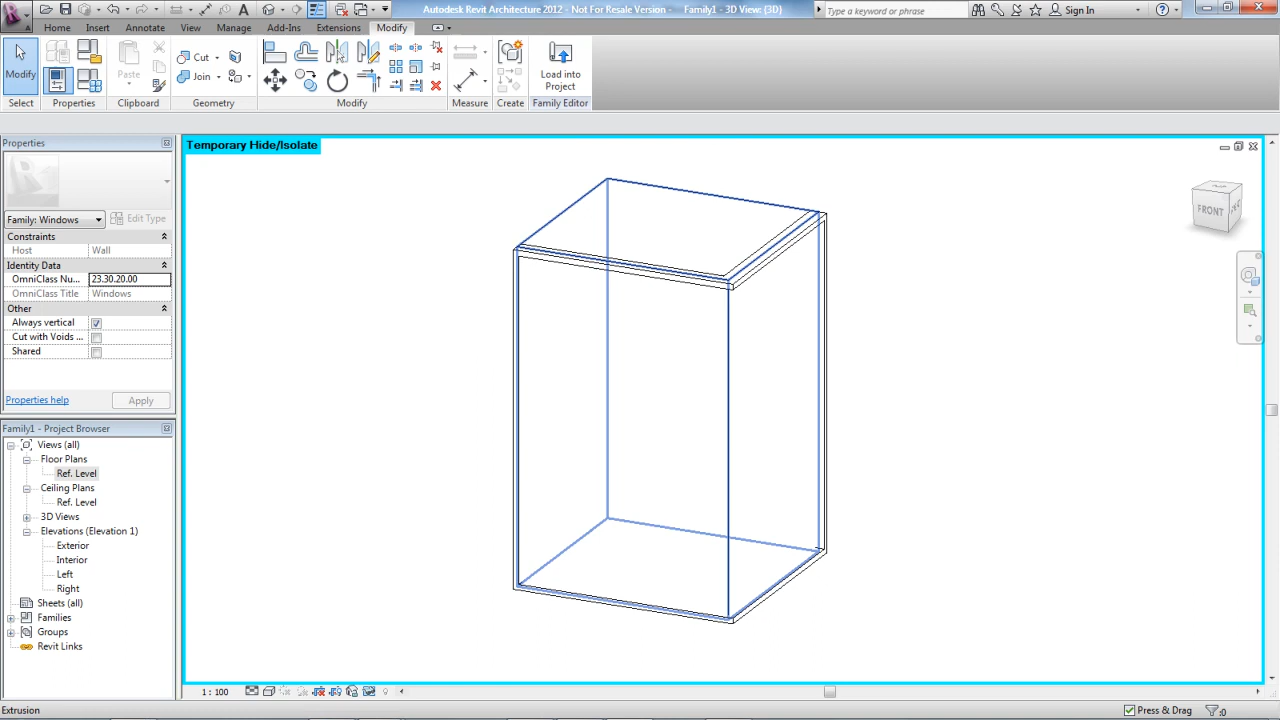 Autodesk Revit Architecture 2012 - Not For Resale Version -    Family1 - 3D View: {3D}
Type a keyword or phrase
Sign In
Home
Insert
Annotate
View
Manage
Add-Ins
Extensions
Modify
Modify
Paste
Cut
Join
Load into
Project
Select
Properties
Clipboard
Geometry
Modify
Measure
Create
Family Editor
Properties
Temporary Hide/Isolate
FRONT
Family: Windows
Edit Type
Constraints
Host
Wall
Identity Data
OmniClass Nu...
23.30.20.00
OmniClass Title
Windows
Other
Always vertical
Cut with Voids ...
Shared
Properties help
Apply
Family1 - Project Browser
Views (all)
Floor Plans
Ref. Level
Ceiling Plans
Ref. Level
3D Views
Elevations (Elevation 1)
Exterior
Interior
Left
Right
Sheets (all)
Families
Groups
Revit Links
1 : 100
Extrusion
Press & Drag
:0